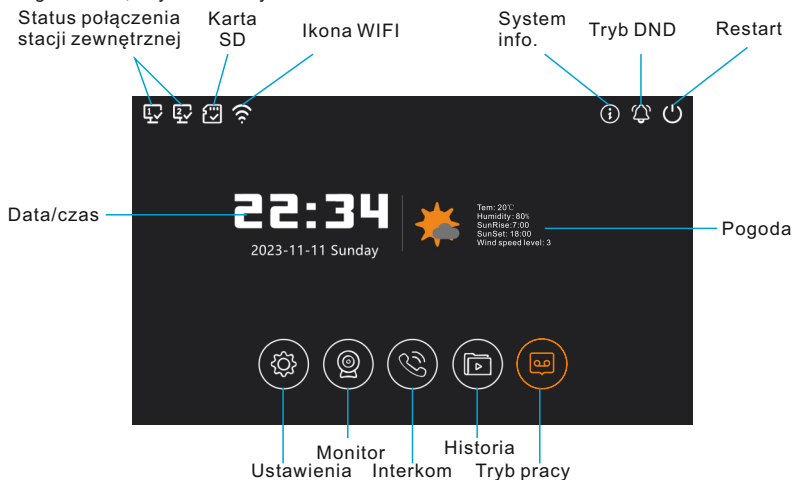 Status połączenia
stacji zewnętrznej
Karta
SD
Ikona WIFI
System
info.
Tryb DND
Restart
1
2
Data/czas
22:34
2023-11-11 Sunday
Tem: 20℃
Humidity: 80%
SunRise:7:00
SunSet: 18:00
Wind speed level: 3
Pogoda
Ustawienia
Monitor
Interkom
Historia
Tryb pracy